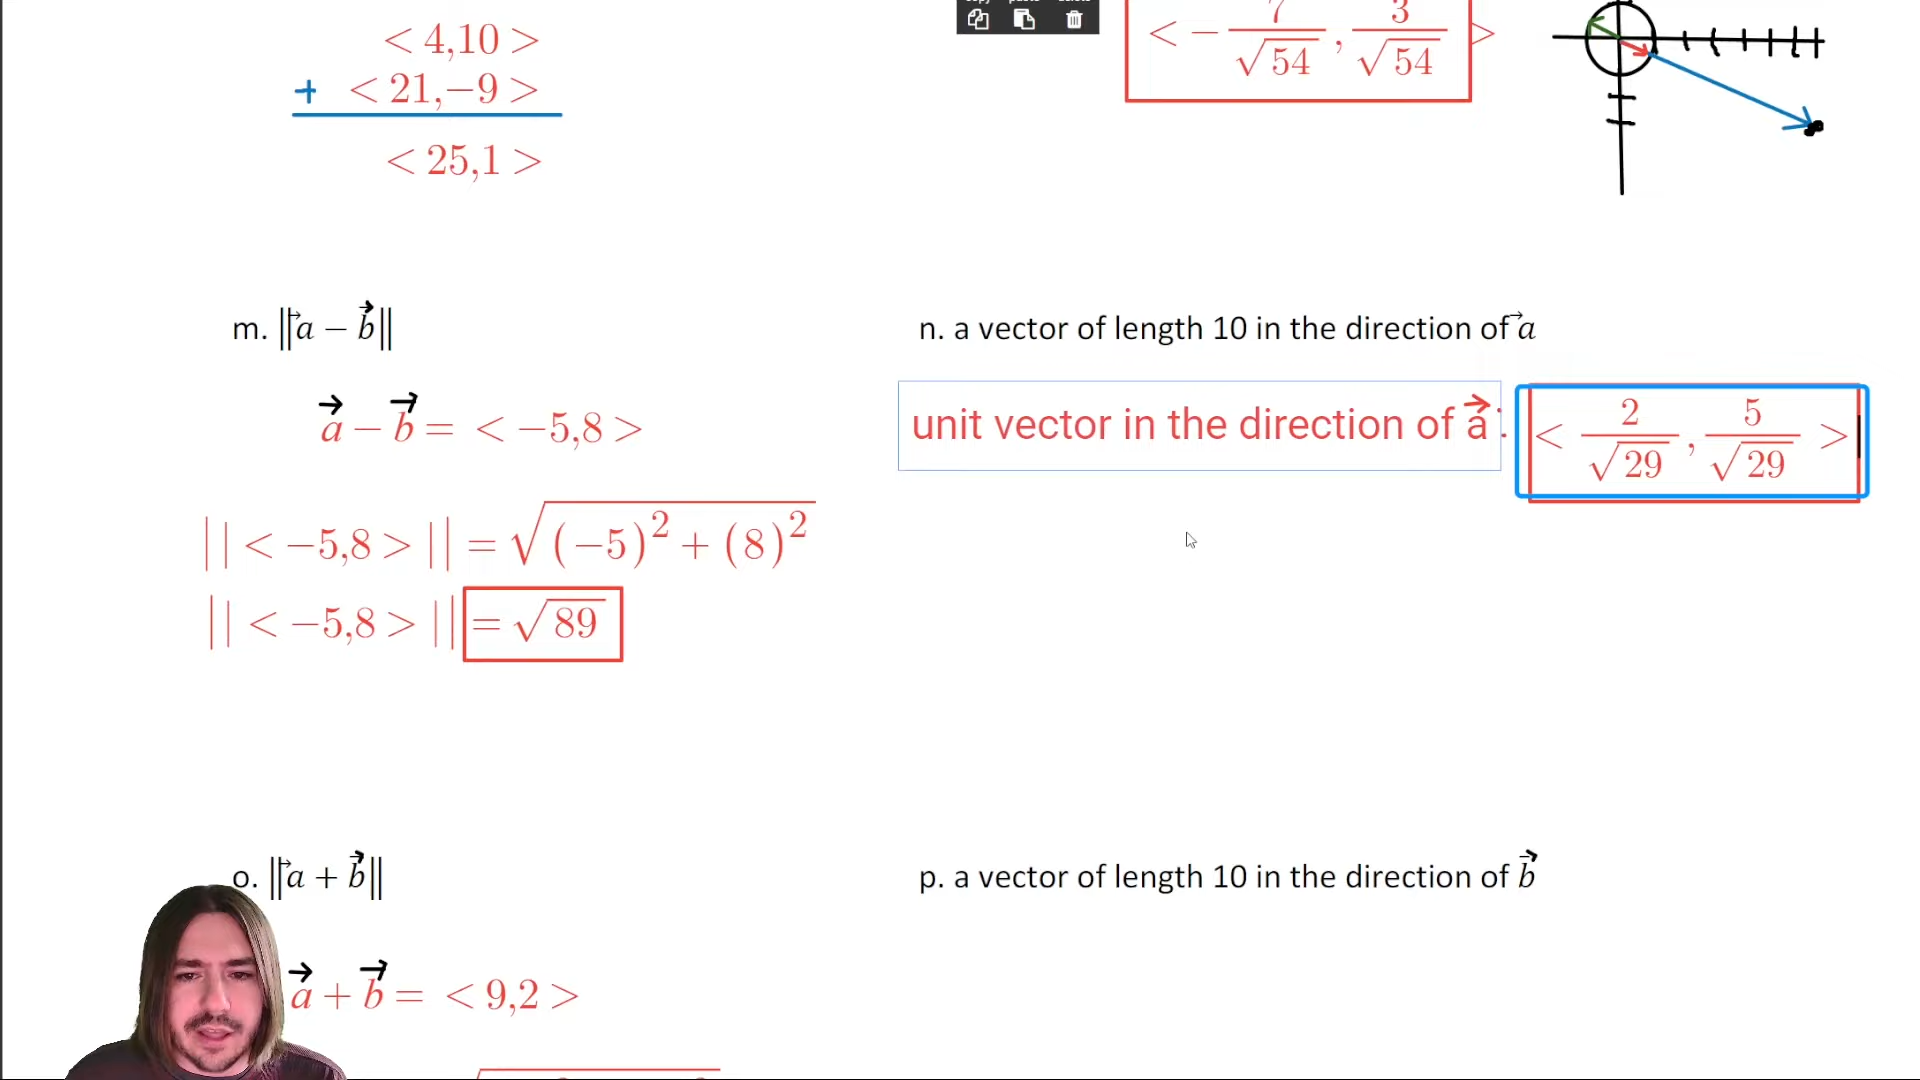 < 4,10 >
+ < 21,−9 >
< 25,1 >
< − 7/√54 , 3/√54 >
m. ‖a⃗ − b⃗‖
a⃗ − b⃗ = < −5,8 >
||< −5,8 >|| = √(−5)² + (8)²
||< −5,8 >|| = √89
n. a vector of length 10 in the direction of a⃗
unit vector in the direction of a⃗ :
< 2/√29 , 5/√29 >
o. ‖a⃗ + b⃗‖
a⃗ + b⃗ = < 9,2 >
p. a vector of length 10 in the direction of b⃗